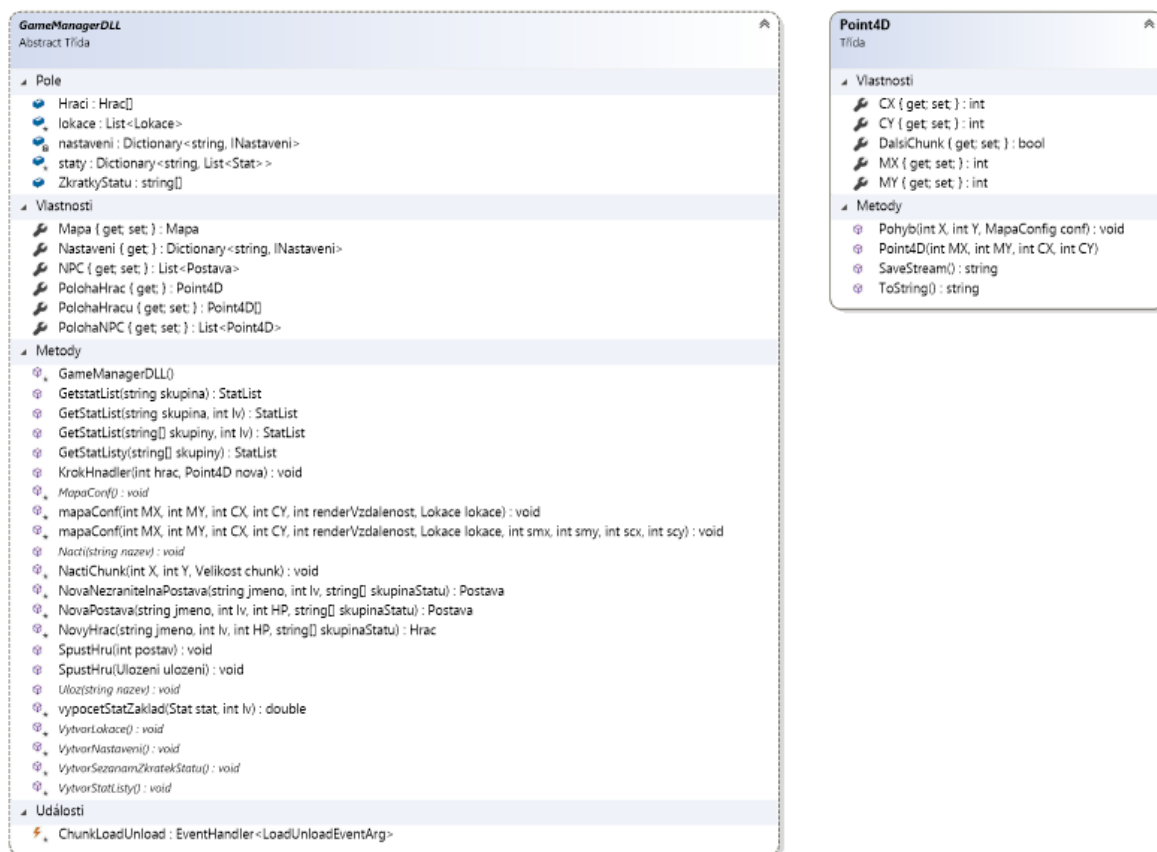 GameManagerDLL
Abstract Třída
Pole
Hraci : Hrac[]
lokace : List<Lokace>
nastaveni : Dictionary<string, INastaveni>
staty : Dictionary<string, List<Stat>>
ZkratkyStatu : string[]
Vlastnosti
Mapa { get; set; } : Mapa
Nastaveni { get; } : Dictionary<string, INastaveni>
NPC { get; set; } : List<Postava>
PolohaHrac { get; } : Point4D
PolohaHracu { get; set; } : Point4D[]
PolohaNPC { get; set; } : List<Point4D>
Metody
GameManagerDLL()
GetstatList(string skupina) : StatList
GetStatList(string skupina, int lv) : StatList
GetStatList(string[] skupiny, int lv) : StatList
GetStatListy(string[] skupiny) : StatList
KrokHnadler(int hrac, Point4D nova) : void
MapaConf() : void
mapaConf(int MX, int MY, int CX, int CY, int renderVzdalenost, Lokace lokace) : void
mapaConf(int MX, int MY, int CX, int CY, int renderVzdalenost, Lokace lokace, int smx, int smy, int scx, int scy) : void
Nacti(string nazev) : void
NactiChunk(int X, int Y, Velikost chunk) : void
NovaNezranitelnaPostava(string jmeno, int lv, string[] skupinaStatu) : Postava
NovaPostava(string jmeno, int lv, int HP, string[] skupinaStatu) : Postava
NovyHrac(string jmeno, int lv, int HP, string[] skupinaStatu) : Hrac
SpustHru(int postav) : void
SpustHru(Ulozeni ulozeni) : void
Uloz(string nazev) : void
vypocetStatZaklad(Stat stat, int lv) : double
VytvorLokace() : void
VytvorNastaveni() : void
VytvorSezanamZkratekStatu() : void
VytvorStatListy() : void
Události
ChunkLoadUnload : EventHandler<LoadUnloadEventArg>
Point4D
Třída
Vlastnosti
CX { get; set; } : int
CY { get; set; } : int
DalsiChunk { get; set; } : bool
MX { get; set; } : int
MY { get; set; } : int
Metody
Pohyb(int X, int Y, MapaConfig conf) : void
Point4D(int MX, int MY, int CX, int CY)
SaveStream() : string
ToString() : string